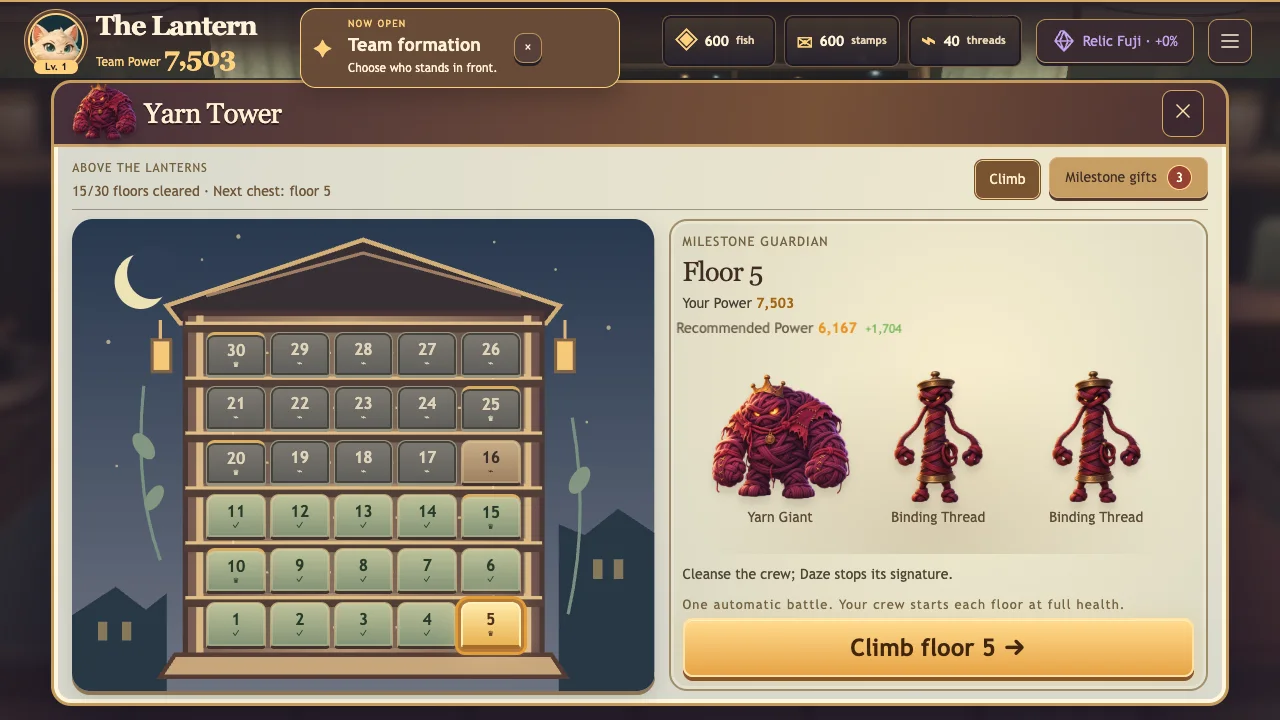 The Lantern
Team Power 7,503
Lv. 1
NOW OPEN
Team formation
Choose who stands in front.
×
600 fish
600 stamps
40 threads
Relic Fuji · +0%
Yarn Tower
ABOVE THE LANTERNS
15/30 floors cleared · Next chest: floor 5
Climb
Milestone gifts 3
30 29 28 27 26
21 22 23 24 25
20 19 18 17 16
11 12 13 14 15
10 9 8 7 6
1 2 3 4 5
MILESTONE GUARDIAN
Floor 5
Your Power 7,503
Recommended Power 6,167 +1,704
Yarn Giant
Binding Thread
Binding Thread
Cleanse the crew; Daze stops its signature.
One automatic battle. Your crew starts each floor at full health.
Climb floor 5 →